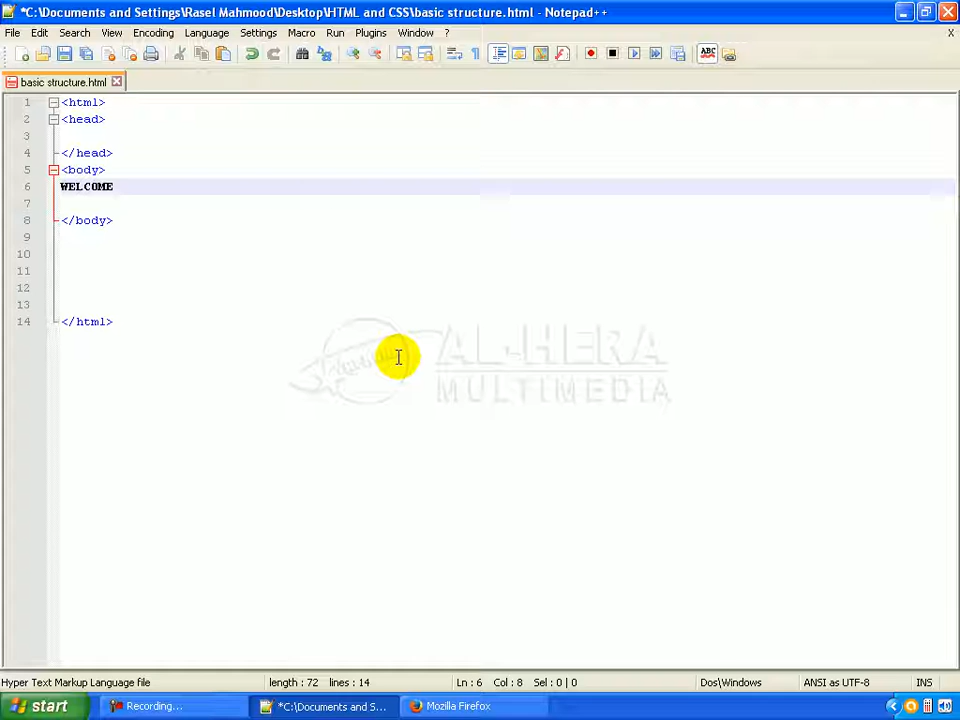 *C:\Documents and Settings\Rasel Mahmood\Desktop\HTML and CSS\basic structure.html - Notepad++
File Edit Search View Encoding Language Settings Macro Run Plugins Window ? X
ABC
basic structure.html
1 <html>
2 <head>
3
4 </head>
5 <body>
6 WELCOME
7
8 </body>
9
10
11
12
13
14 </html>
AL-HERA
MULTIMEDIA
Hyper Text Markup Language file length : 72 lines : 14 Ln : 6 Col : 8 Sel : 0 | 0 Dos\Windows ANSI as UTF-8 INS
start Recording... *C:\Documents and S... Mozilla Firefox